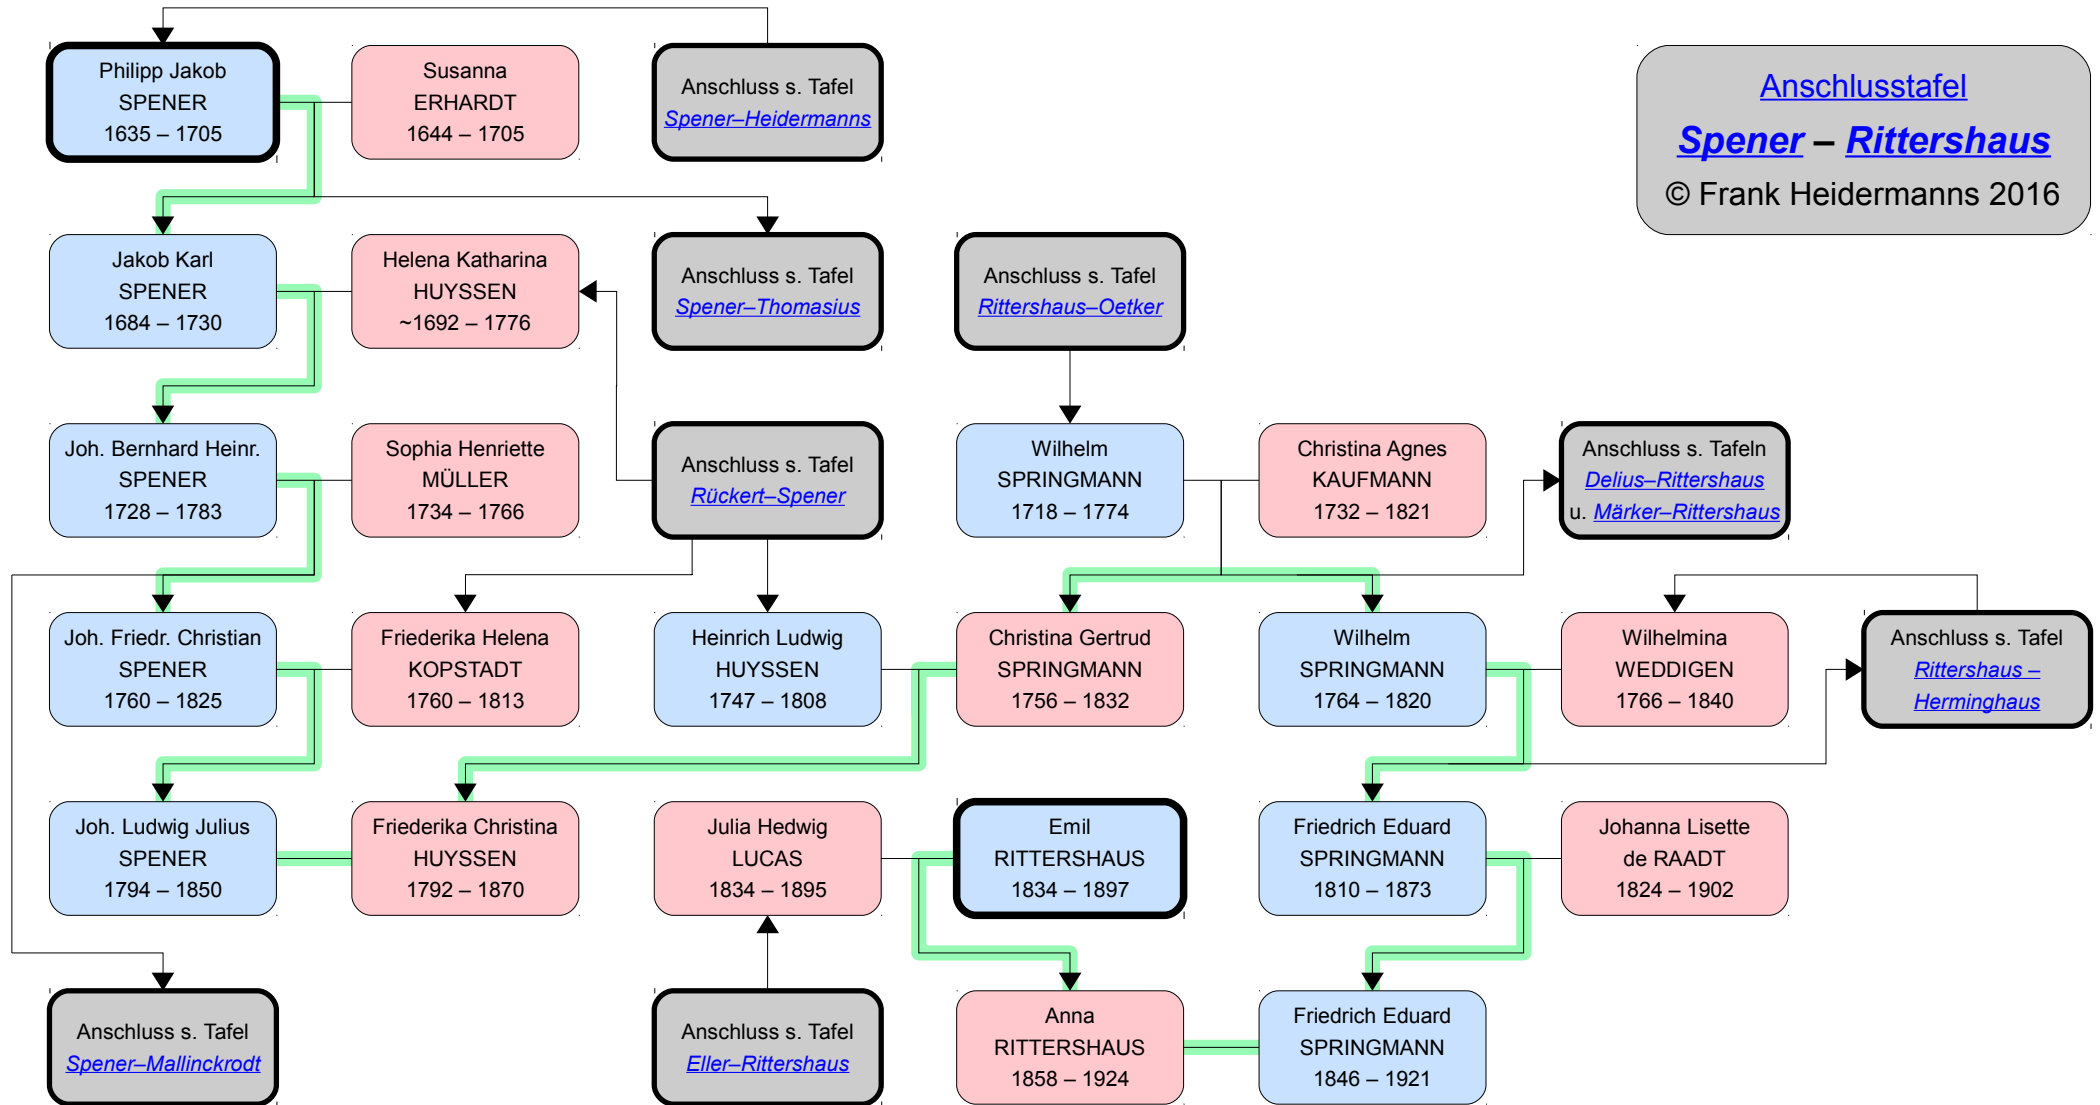 Philipp Jakob
SPENER
1635 – 1705
Susanna
ERHARDT
1644 – 1705
Anschluss s. Tafel
Spener–Heidermanns
Anschlusstafel
Spener – Rittershaus
© Frank Heidermanns 2016
Jakob Karl
SPENER
1684 – 1730
Helena Katharina
HUYSSEN
~1692 – 1776
Anschluss s. Tafel
Spener–Thomasius
Anschluss s. Tafel
Rittershaus–Oetker
Joh. Bernhard Heinr.
SPENER
1728 – 1783
Sophia Henriette
MÜLLER
1734 – 1766
Anschluss s. Tafel
Rückert–Spener
Wilhelm
SPRINGMANN
1718 – 1774
Christina Agnes
KAUFMANN
1732 – 1821
Anschluss s. Tafeln
Delius–Rittershaus
u. Märker–Rittershaus
Joh. Friedr. Christian
SPENER
1760 – 1825
Friederika Helena
KOPSTADT
1760 – 1813
Heinrich Ludwig
HUYSSEN
1747 – 1808
Christina Gertrud
SPRINGMANN
1756 – 1832
Wilhelm
SPRINGMANN
1764 – 1820
Wilhelmina
WEDDIGEN
1766 – 1840
Anschluss s. Tafel
Rittershaus –
Herminghaus
Joh. Ludwig Julius
SPENER
1794 – 1850
Friederika Christina
HUYSSEN
1792 – 1870
Julia Hedwig
LUCAS
1834 – 1895
Emil
RITTERSHAUS
1834 – 1897
Friedrich Eduard
SPRINGMANN
1810 – 1873
Johanna Lisette
de RAADT
1824 – 1902
Anschluss s. Tafel
Spener–Mallinckrodt
Anschluss s. Tafel
Eller–Rittershaus
Anna
RITTERSHAUS
1858 – 1924
Friedrich Eduard
SPRINGMANN
1846 – 1921